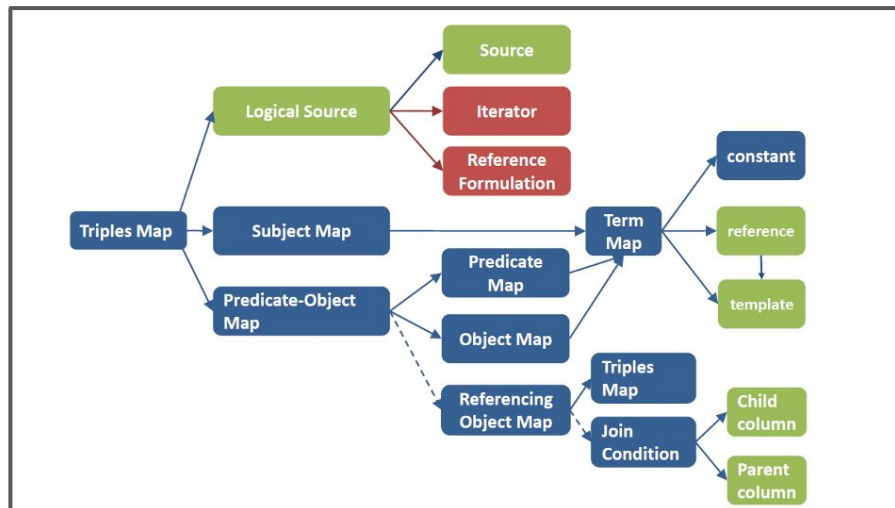 Source
Logical Source
Iterator
Reference
Formulation
constant
Triples Map
Subject Map
Term
Map
reference
Predicate
Map
Predicate-Object
Map
template
Object Map
Triples
Map
Referencing
Object Map
Child
column
Join
Condition
Parent
column